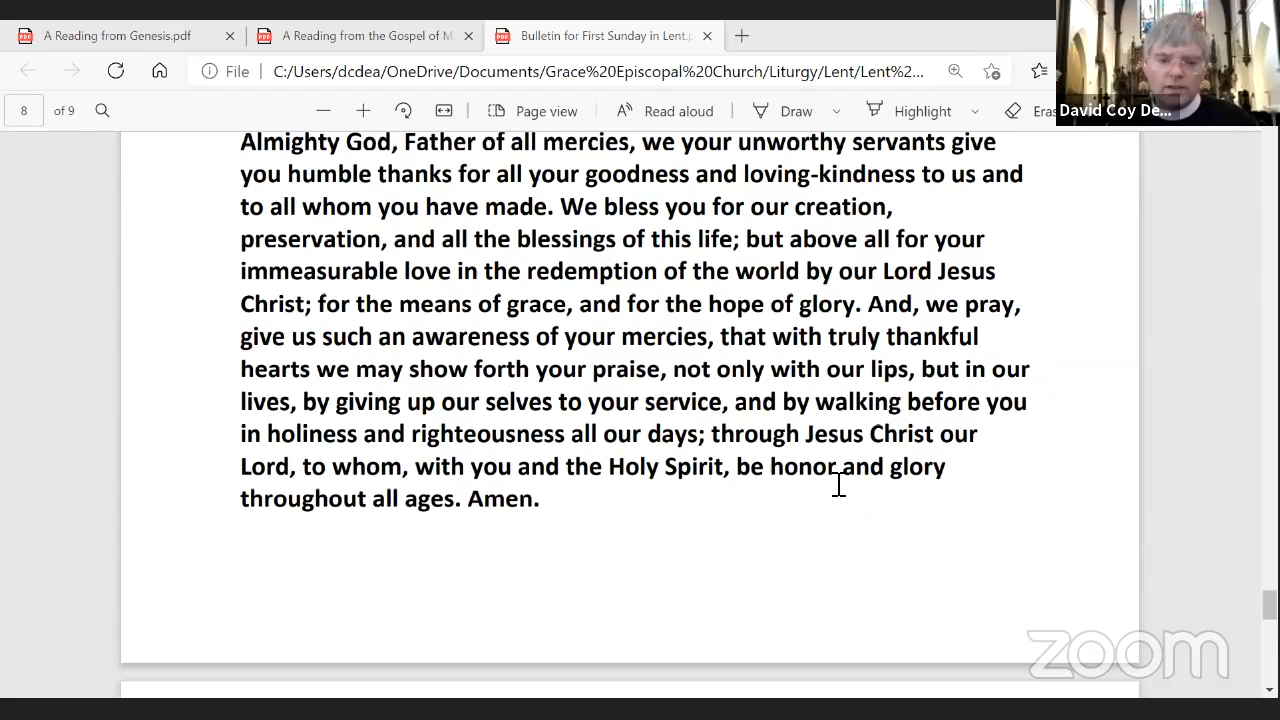 A Reading from Genesis.pdf
A Reading from the Gospel of M
Bulletin for First Sunday in Lent.p
File
C:/Users/dcdea/OneDrive/Documents/Grace%20Episcopal%20Church/Liturgy/Lent/Lent%2...
8 of 9
Page view
Read aloud
Draw
Highlight
Eras
David Coy De...
Almighty God, Father of all mercies, we your unworthy servants give
you humble thanks for all your goodness and loving-kindness to us and
to all whom you have made. We bless you for our creation,
preservation, and all the blessings of this life; but above all for your
immeasurable love in the redemption of the world by our Lord Jesus
Christ; for the means of grace, and for the hope of glory. And, we pray,
give us such an awareness of your mercies, that with truly thankful
hearts we may show forth your praise, not only with our lips, but in our
lives, by giving up our selves to your service, and by walking before you
in holiness and righteousness all our days; through Jesus Christ our
Lord, to whom, with you and the Holy Spirit, be honor and glory
throughout all ages. Amen.
zoom